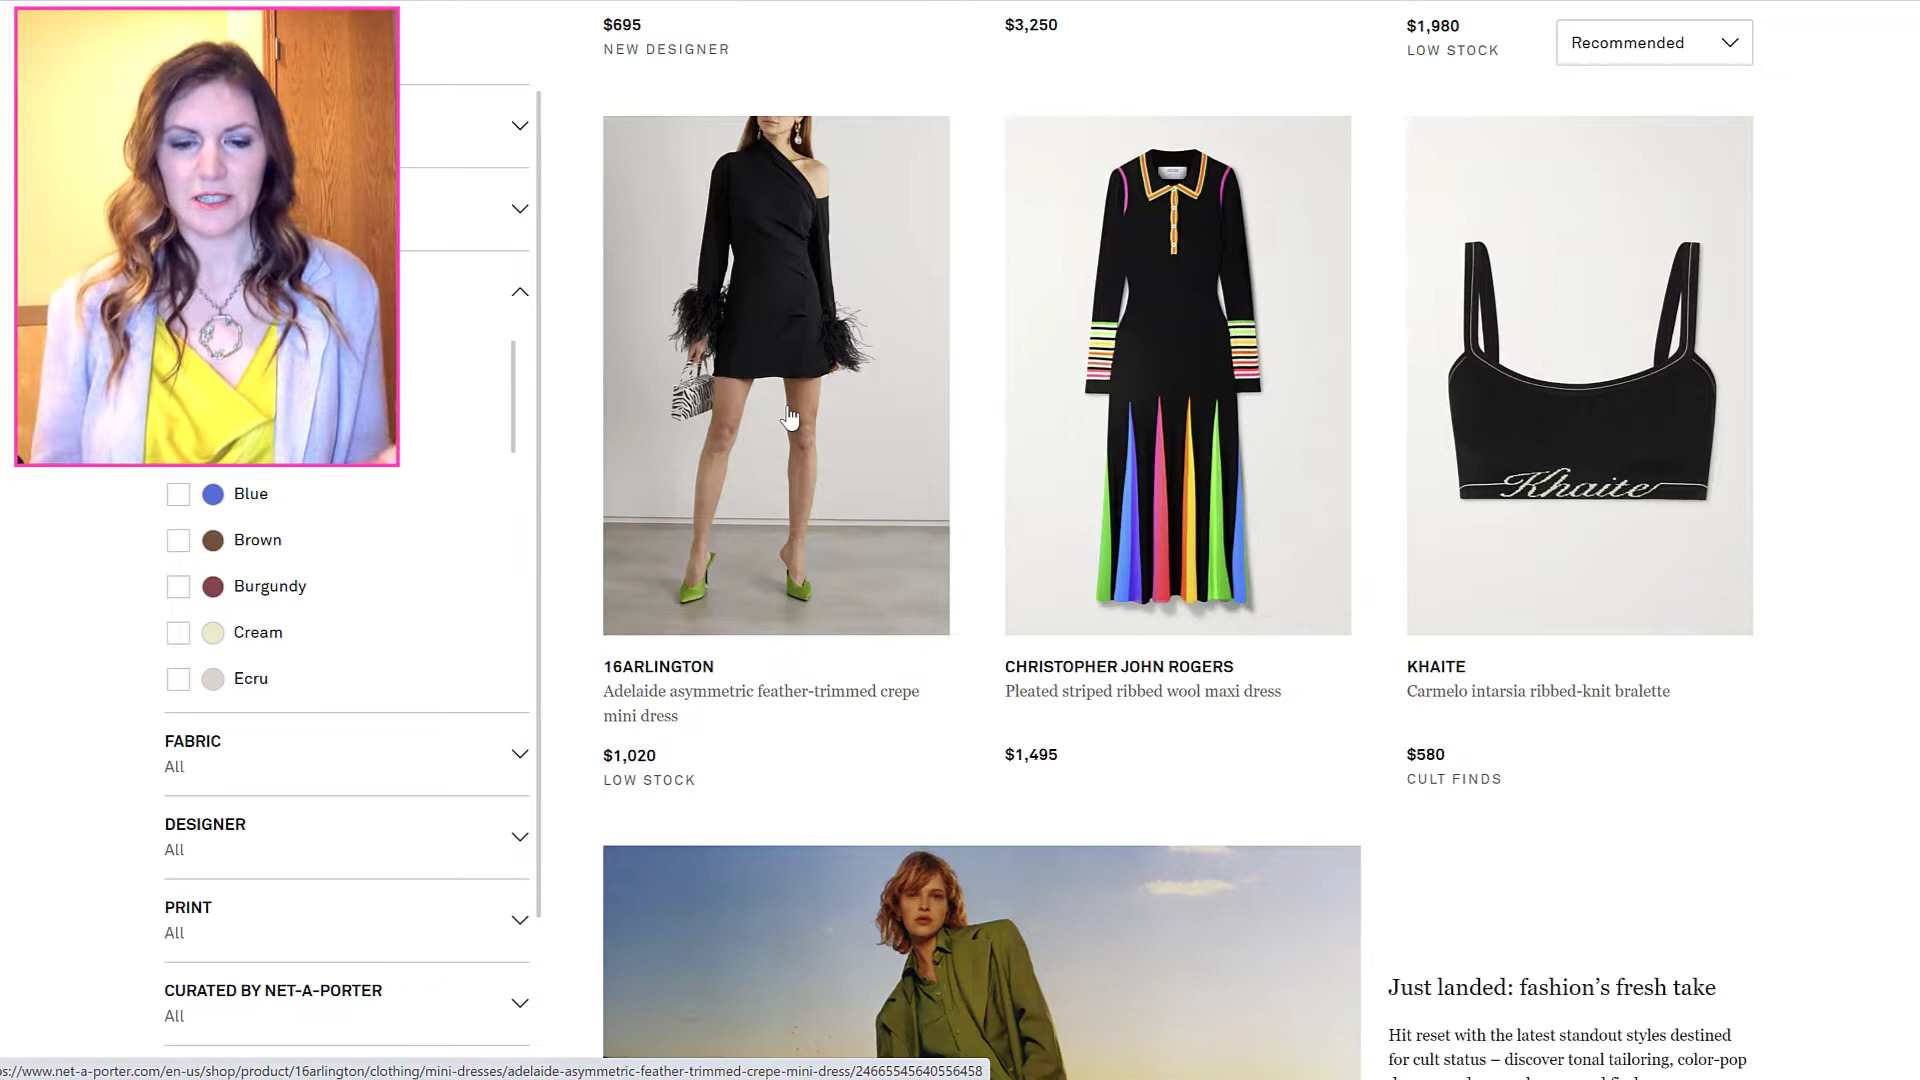 $695
NEW DESIGNER
$3,250
$1,980
LOW STOCK
Recommended
Khaite
Blue
Brown
Burgundy
Cream
Ecru
FABRIC
All
DESIGNER
All
PRINT
All
CURATED BY NET-A-PORTER
All
16ARLINGTON
Adelaide asymmetric feather-trimmed crepe
mini dress
$1,020
LOW STOCK
CHRISTOPHER JOHN ROGERS
Pleated striped ribbed wool maxi dress
$1,495
KHAITE
Carmelo intarsia ribbed-knit bralette
$580
CULT FINDS
Just landed: fashion’s fresh take
Hit reset with the latest standout styles destined
for cult status – discover tonal tailoring, color-pop
ps://www.net-a-porter.com/en-us/shop/product/16arlington/clothing/mini-dresses/adelaide-asymmetric-feather-trimmed-crepe-mini-dress/24665545640556458